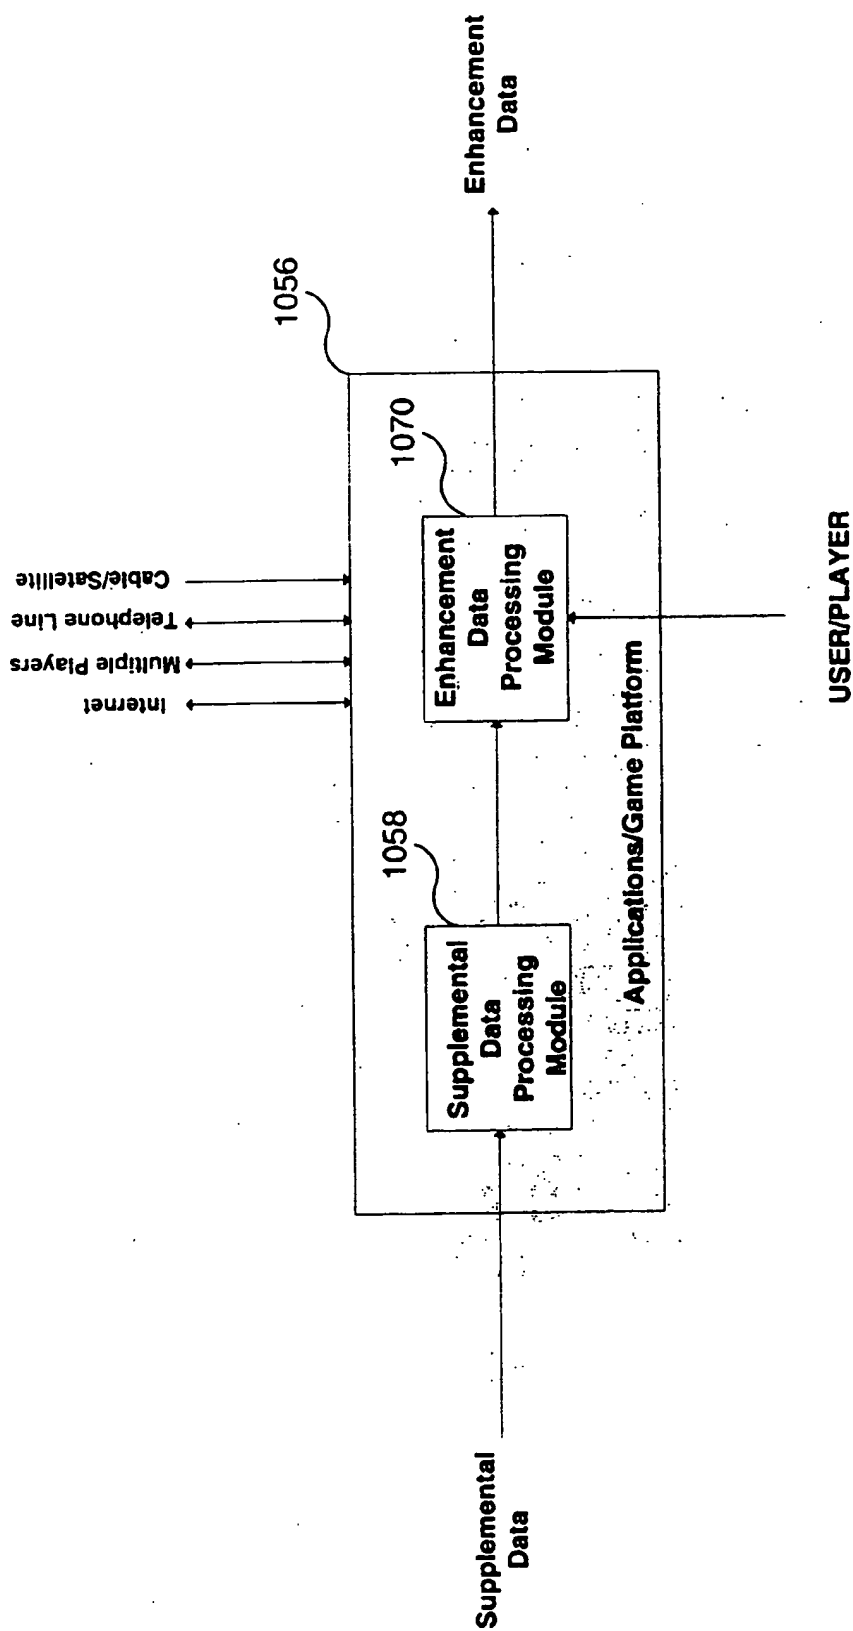 Internet
Multiple Players
Telephone Line
Cable/Satellite
1056
Supplemental
Data
1058
Supplemental
Data
Processing
Module
1070
Enhancement
Data
Processing
Module
Enhancement
Data
Applications/Game Platform
USER/PLAYER